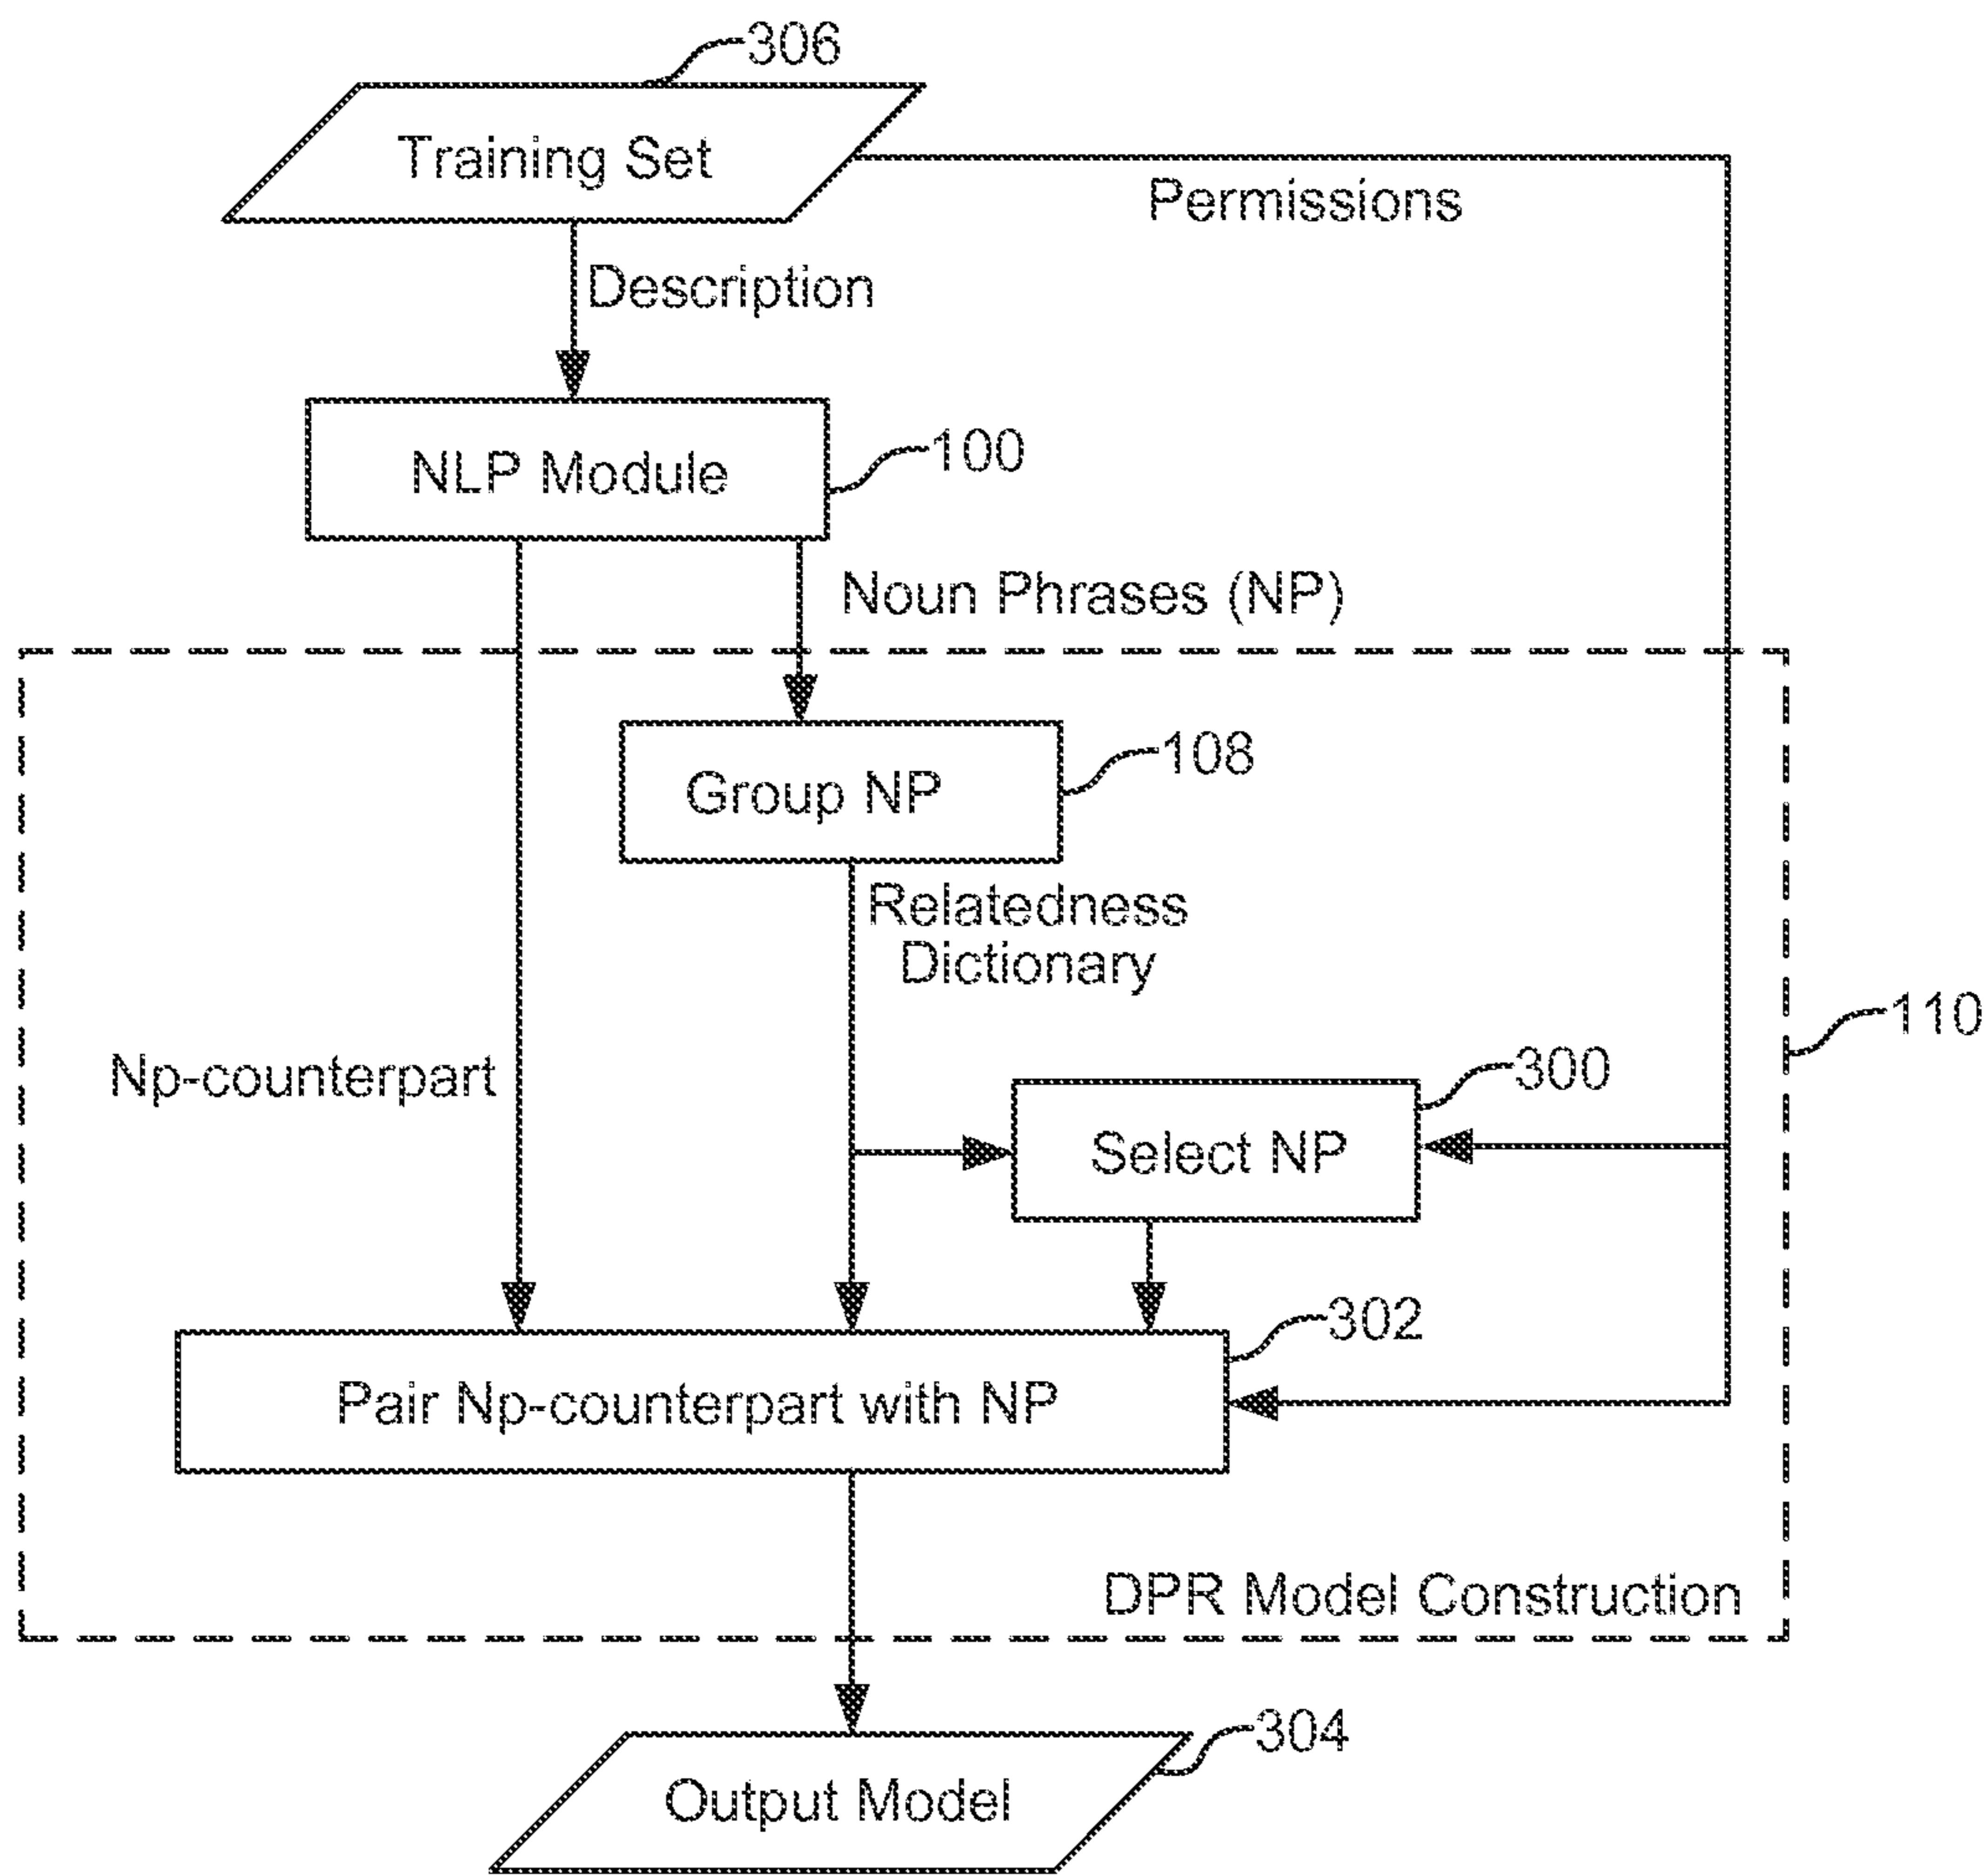 306
Training Set
Permissions
Description
NLP Module
100
Noun Phrases (NP)
Group NP
108
Relatedness
Dictionary
110
Np-counterpart
300
Select NP
302
Pair Np-counterpart with NP
DPR Model Construction
304
Output Model